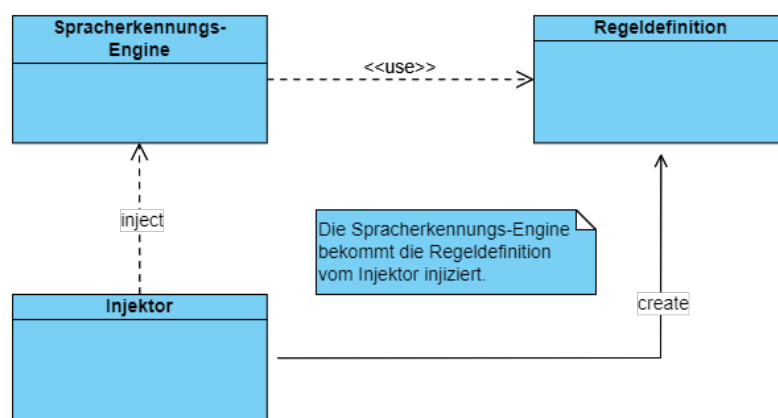 Spracherkennungs-
Engine
Regeldefinition
<<use>>
inject
Die Spracherkennungs-Engine
bekommt die Regeldefinition
vom Injektor injiziert.
Injektor
create